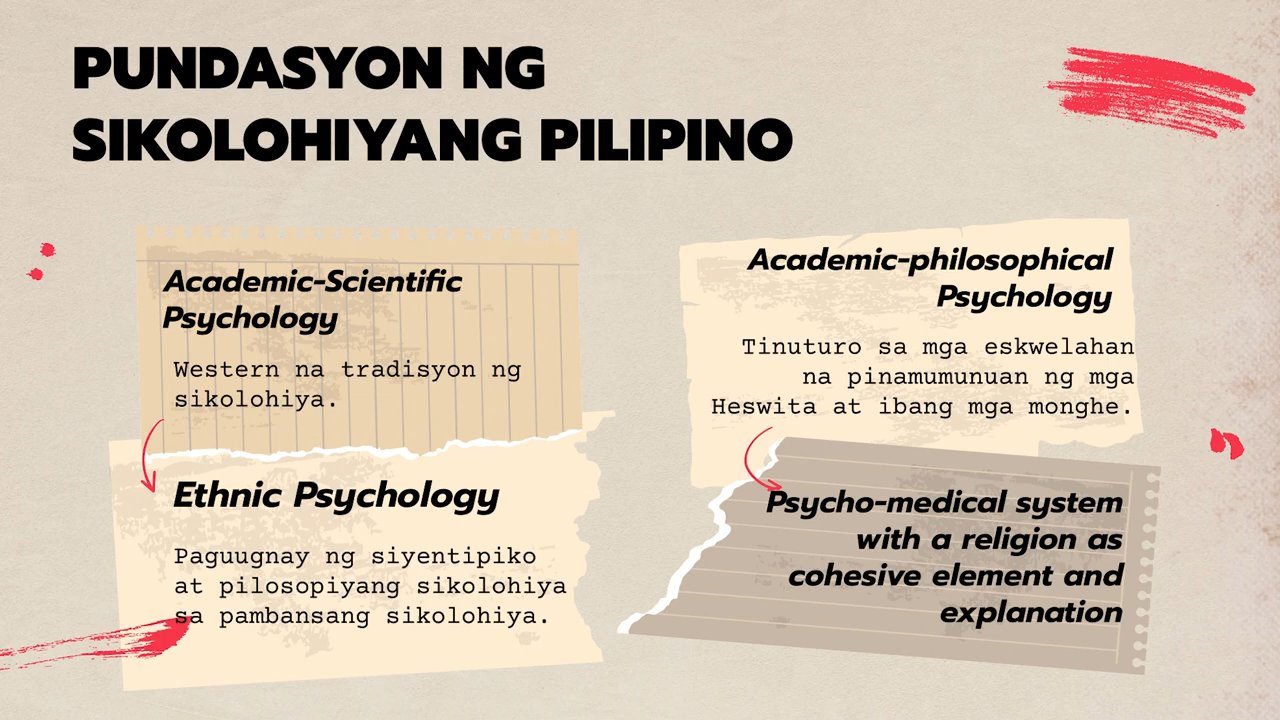 PUNDASYON NG
SIKOLOHIYANG PILIPINO
Academic-Scientific
Psychology
Western na tradisyon ng
sikolohiya.
Ethnic Psychology
Paguugnay ng siyentipiko
at pilosopiyang sikolohiya
sa pambansang sikolohiya.
Academic-philosophical
Psychology
Tinuturo sa mga eskwelahan
na pinamumunuan ng mga
Heswita at ibang mga monghe.
Psycho-medical system
with a religion as
cohesive element and
explanation